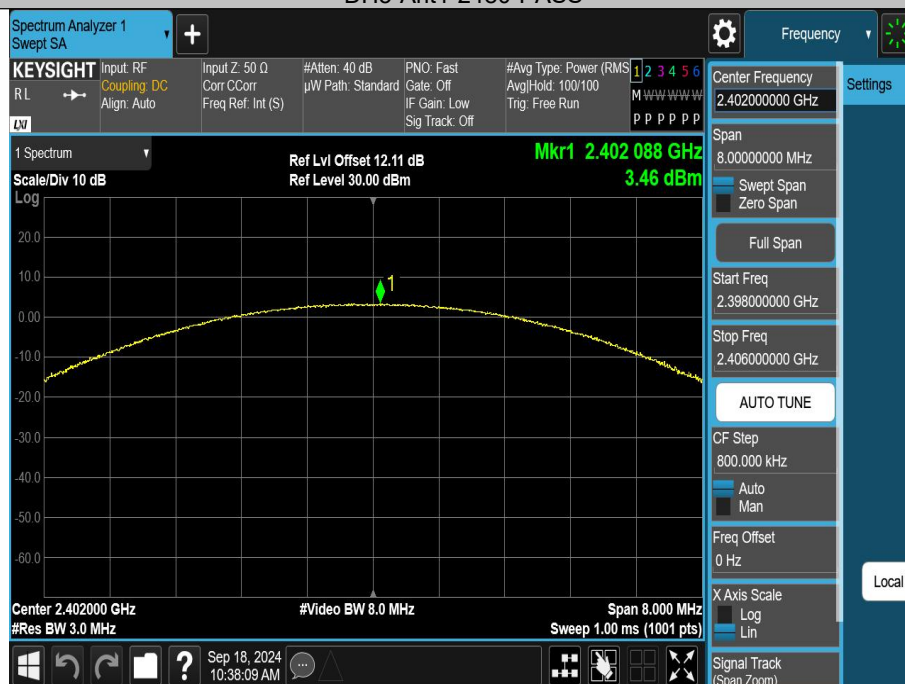 Spectrum Analyzer 1
Swept SA
+
Frequency
KEYSIGHT
RL
LXI
Input: RF
Coupling: DC
Align: Auto
Input Z: 50 Ω
Corr CCorr
Freq Ref: Int (S)
#Atten: 40 dB
µW Path: Standard
PNO: Fast
Gate: Off
IF Gain: Low
Sig Track: Off
#Avg Type: Power (RMS
Avg|Hold: 100/100
Trig: Free Run
1 2 3 4 5 6
M W W W W W
P P P P P P
1 Spectrum
Scale/Div 10 dB
Log
Ref Lvl Offset 12.11 dB
Ref Level 30.00 dBm
Mkr1 2.402 088 GHz
3.46 dBm
20.0
10.0
1
0.00
-10.0
-20.0
-30.0
-40.0
-50.0
-60.0
Center 2.402000 GHz
#Res BW 3.0 MHz
#Video BW 8.0 MHz
Span 8.000 MHz
Sweep 1.00 ms (1001 pts)
Center Frequency
2.402000000 GHz
Settings
Span
8.00000000 MHz
Swept Span
Zero Span
Full Span
Start Freq
2.398000000 GHz
Stop Freq
2.406000000 GHz
AUTO TUNE
CF Step
800.000 kHz
Auto
Man
Freq Offset
0 Hz
X Axis Scale
Log
Lin
Local
Signal Track
(Span Zoom)
?
Sep 18, 2024
10:38:09 AM